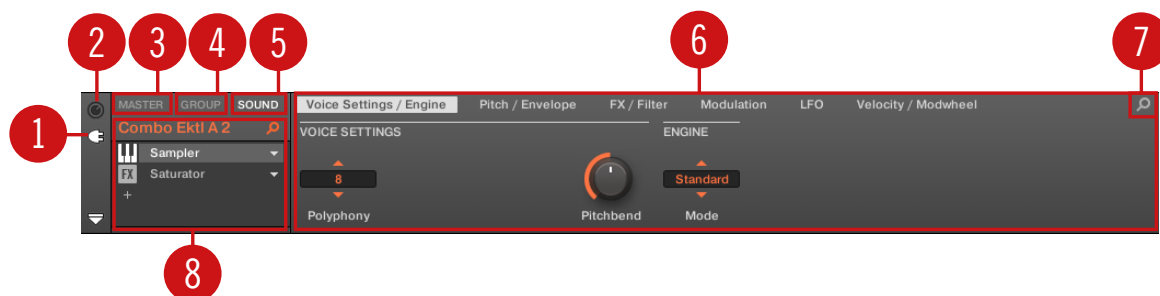 2 3 4 5 6 7
MASTER GROUP SOUND Voice Settings / Engine Pitch / Envelope FX / Filter Modulation LFO Velocity / Modwheel
1
Combo Ektl A 2 VOICE SETTINGS ENGINE
Sampler
FX Saturator 8 Standard
+
Polyphony Pitchbend Mode
8